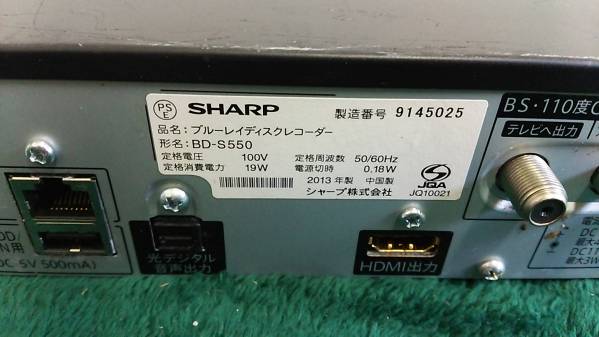 PS
E
SHARP
製造番号 9145025
品名：ブルーレイディスクレコーダー
形名：BD-S550
定格電圧 100V 定格周波数 50/60Hz
定格消費電力 19W 電源切時 0.18W
2013年製 中国製
シャープ株式会社
JQA
JQ10021
BS・110度C
テレビへ出力
DC 5V 500mA)
光デジタル
音声出力
HDMI出力